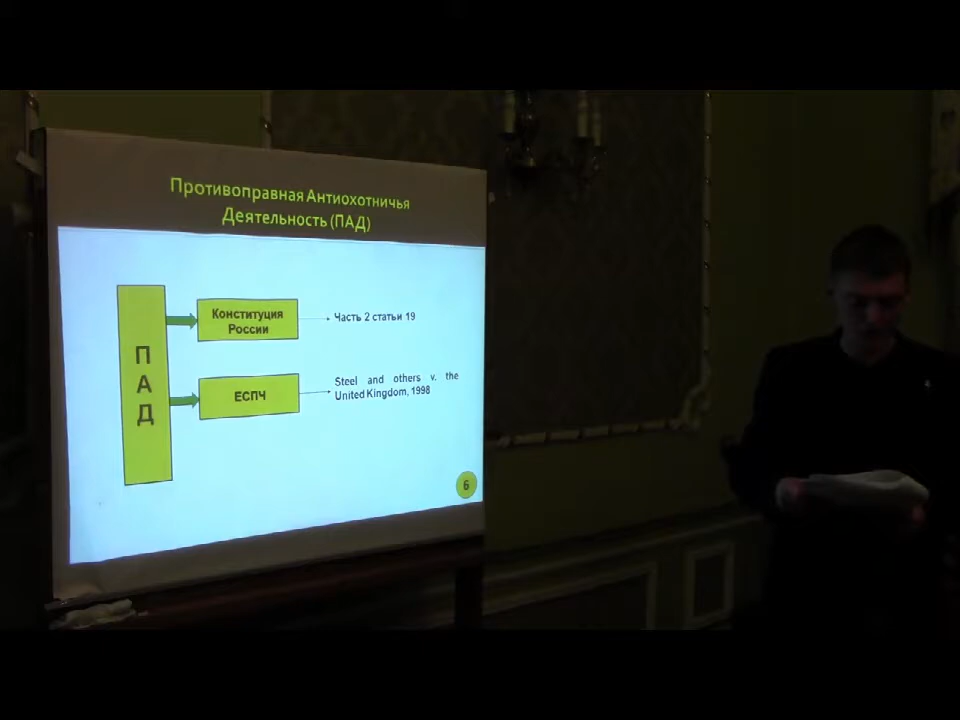 Противоправная Антиохотничья
Деятельность (ПАД)
П
А
Д
Конституция
России
Часть 2 статьи 19
ЕСПЧ
Steel and others v. the
United Kingdom, 1998
6